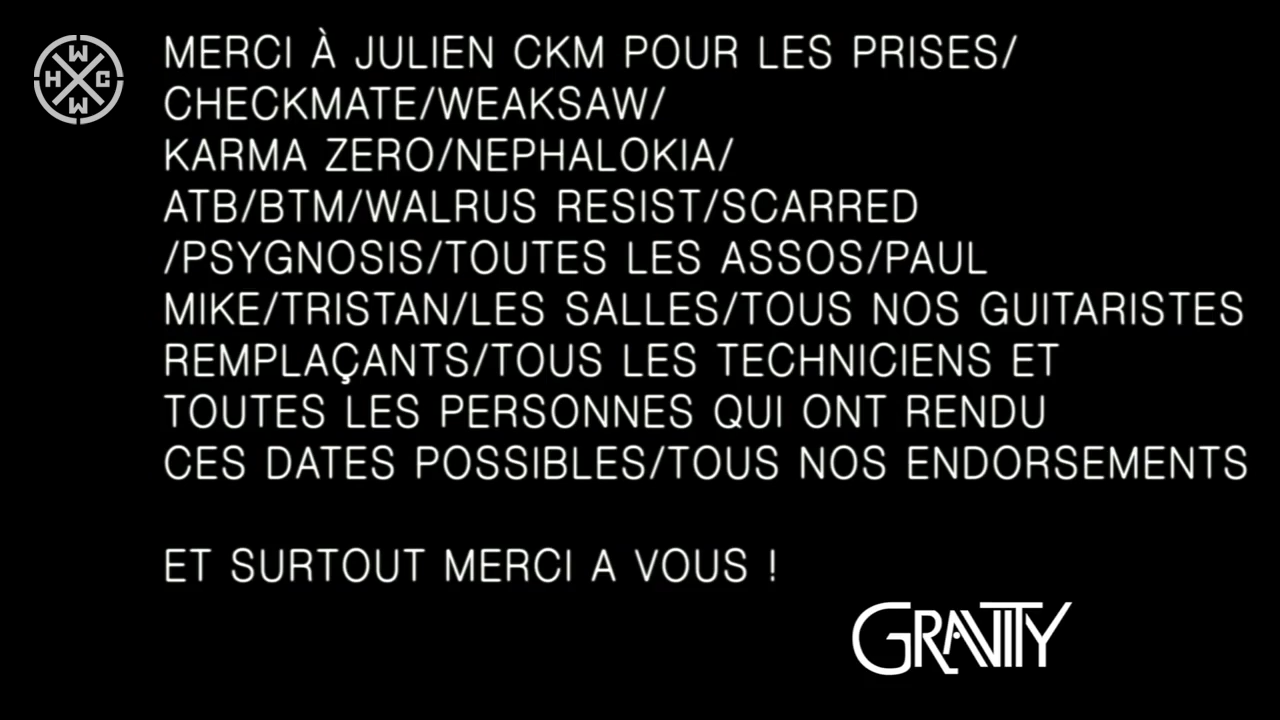 MERCI À JULIEN CKM POUR LES PRISES/
CHECKMATE/WEAKSAW/
KARMA ZERO/NEPHALOKIA/
ATB/BTM/WALRUS RESIST/SCARRED
/PSYGNOSIS/TOUTES LES ASSOS/PAUL
MIKE/TRISTAN/LES SALLES/TOUS NOS GUITARISTES
REMPLAÇANTS/TOUS LES TECHNICIENS ET
TOUTES LES PERSONNES QUI ONT RENDU
CES DATES POSSIBLES/TOUS NOS ENDORSEMENTS
ET SURTOUT MERCI A VOUS !
GRAVITY
W
H C
W